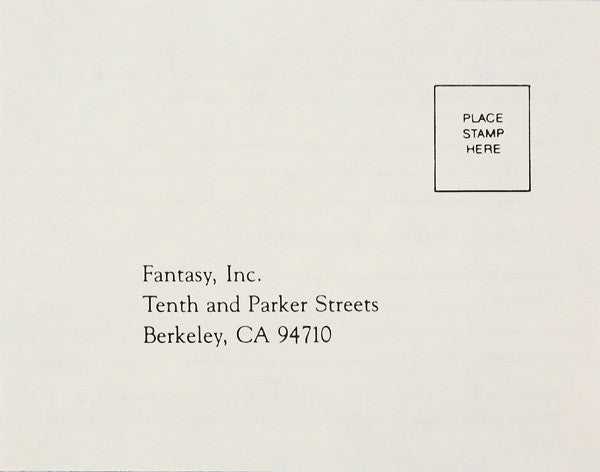 PLACE
STAMP
HERE
Fantasy, Inc.
Tenth and Parker Streets
Berkeley, CA 94710